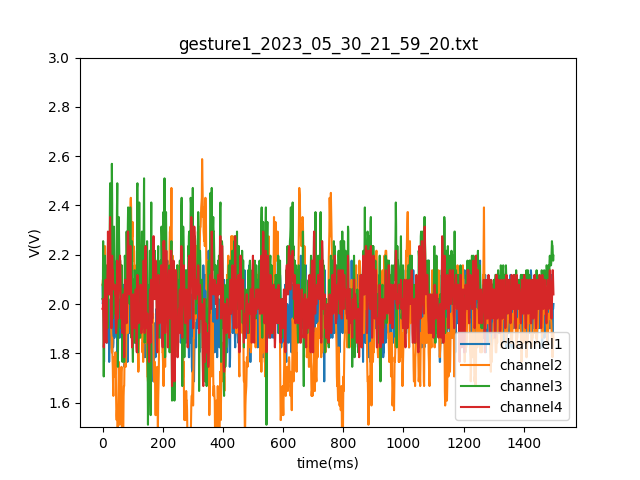 gesture1_2023_05_30_21_59_20.txt
3.0
2.8
2.6
2.4
2.2
2.0
1.8
1.6
V(V)
0 200 400 600 800 1000 1200 1400
time(ms)
channel1
channel2
channel3
channel4